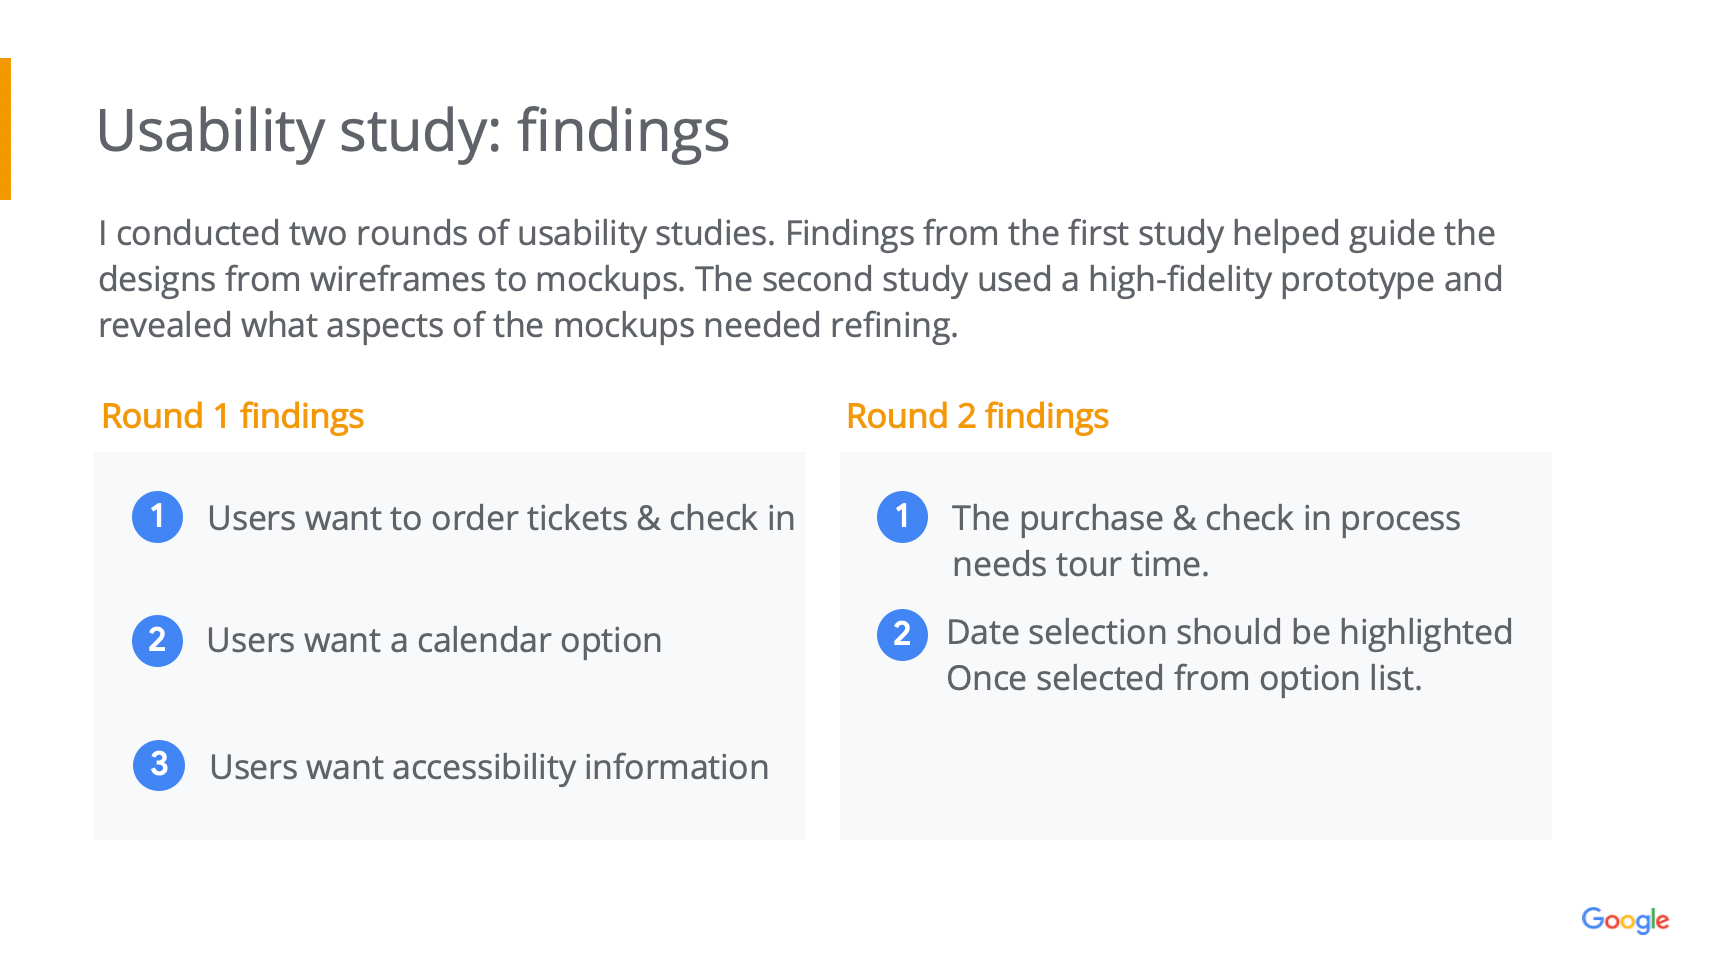 Usability study: findings
I conducted two rounds of usability studies. Findings from the first study helped guide the
designs from wireframes to mockups. The second study used a high-fidelity prototype and
revealed what aspects of the mockups needed refining.
Round 1 findings
1 Users want to order tickets & check in
2 Users want a calendar option
3 Users want accessibility information
Round 2 findings
1 The purchase & check in process
needs tour time.
2 Date selection should be highlighted
Once selected from option list.
Google